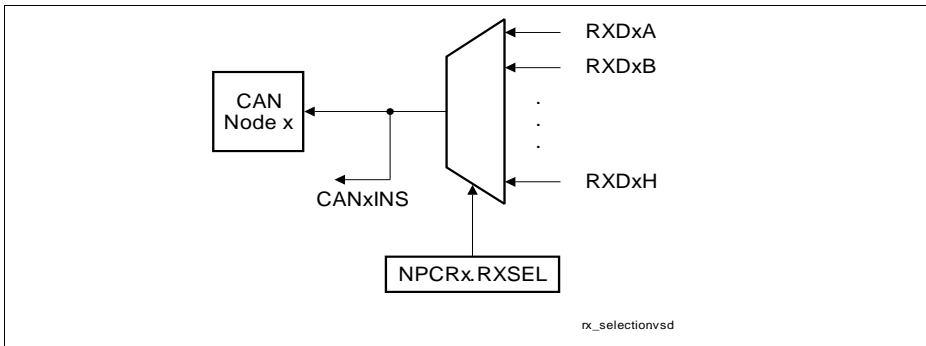 RXDxA
RXDxB
CAN
Node x
.
.
.
RXDxH
CANxINS
NPCRx.RXSEL
rx_selectionvsd